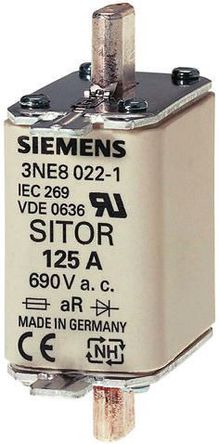 SIEMENS
3NE8 022-1
IEC 269
VDE 0636
SITOR
125 A
690V a. c.
aR
MADE IN GERMANY
CE NH